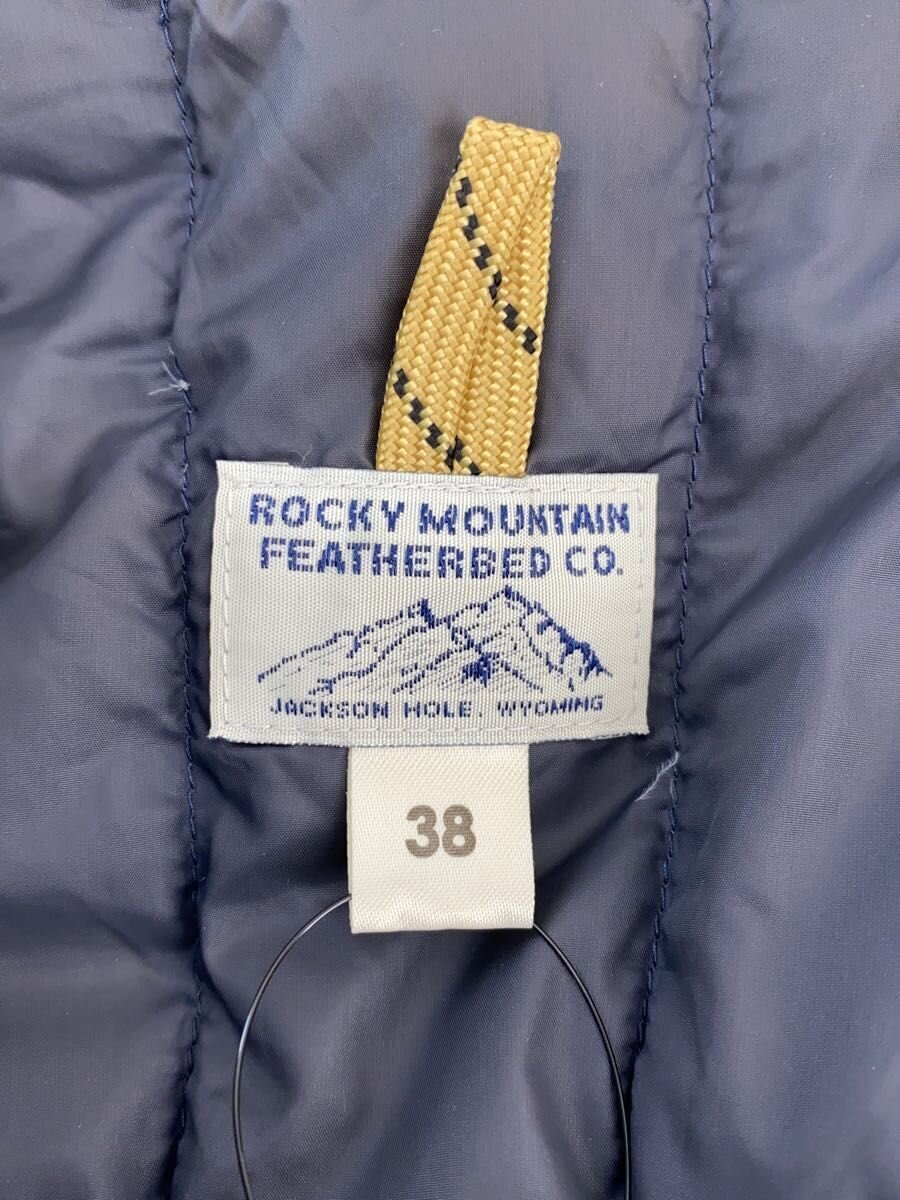 ROCKY MOUNTAIN
FEATHERBED CO.
JACKSON HOLE, WYOMING
38